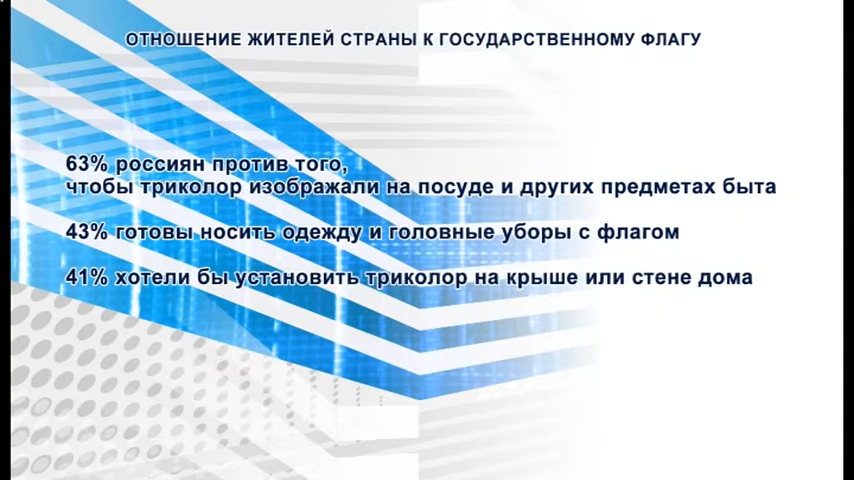 ОТНОШЕНИЕ ЖИТЕЛЕЙ СТРАНЫ К ГОСУДАРСТВЕННОМУ ФЛАГУ
63% россиян против того,
чтобы триколор изображали на посуде и других предметах быта
43% готовы носить одежду и головные уборы с флагом
41% хотели бы установить триколор на крыше или стене дома